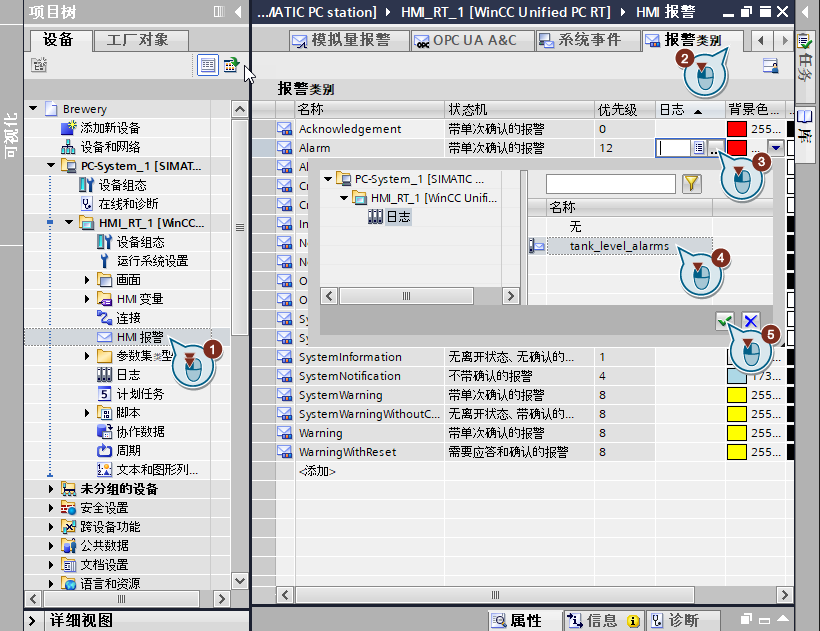 项目树
设备
工厂对象
可视化
Brewery
添加新设备
设备和网络
PC-System_1 [SIMAT...
设备组态
在线和诊断
HMI_RT_1 [WinCC...
设备组态
运行系统设置
画面
HMI 变量
连接
HMI 报警
1
参数集类型
日志
计划任务
脚本
协作数据
周期
文本和图形列...
未分组的设备
安全设置
跨设备功能
公共数据
文档设置
语言和资源
详细视图
.../IATIC PC station] HMI_RT_1 [WinCC Unified PC RT] HMI 报警
模拟量报警
OPC UA A&C
系统事件
报警类别
2
报警类别
名称 状态机 优先级 日志 背景色... ...
Acknowledgement 带单次确认的报警 0 255...
Alarm 带单次确认的报警 12 ... ...
3
Al
Cr
Cr
In
N
N
O
O
Sy
Sy
PC-System_1 [SIMATIC ...
HMI_RT_1 [WinCC Unifi...
日志
名称
无
tank_level_alarms
4
5
SystemInformation 无离开状态、无确认的... 1
SystemNotification 不带确认的报警 4 173...
SystemWarning 带单次确认的报警 8 255...
SystemWarningWithoutC... 无离开状态、带确认的... 8 255...
Warning 带单次确认的报警 8 255...
WarningWithReset 需要应答和确认的报警 8 255...
<添加>
属性
信息
诊断
任务
库